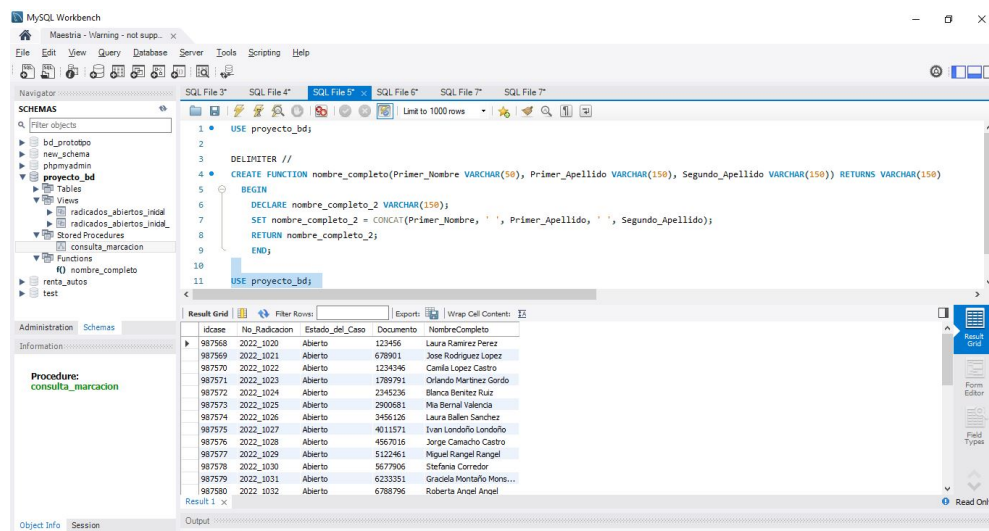 MySQL Workbench
Maestria - Warning - not supp... ×
File Edit View Query Database Server Tools Scripting Help
Navigator
SQL File 3* SQL File 4* SQL File 5* × SQL File 6* SQL File 7* SQL File 7*
SCHEMAS
Filter objects
Limit to 1000 rows
bd_prototipo
new_schema
phpmyadmin
proyecto_bd
Tables
Views
radicados_abiertos_inidal
radicados_abiertos_inidal_
Stored Procedures
consulta_marcacion
Functions
f() nombre_completo
renta_autos
test
1 USE proyecto_bd;
2
3 DELIMITER //
4 CREATE FUNCTION nombre_completo(Primer_Nombre VARCHAR(50), Primer_Apellido VARCHAR(150), Segundo_Apellido VARCHAR(150)) RETURNS VARCHAR(150)
5 BEGIN
6 DECLARE nombre_completo_2 VARCHAR(150);
7 SET nombre_completo_2 = CONCAT(Primer_Nombre, ' ', Primer_Apellido, ' ', Segundo_Apellido);
8 RETURN nombre_completo_2;
9 END;
10
11 USE proyecto_bd;
Administration Schemas
Information
Procedure:
consulta_marcacion
Object Info Session
Result Grid Filter Rows: Export: Wrap Cell Content:
idcase No_Radicacion Estado_del_Caso Documento NombreCompleto
987568 2022_1020 Abierto 123456 Laura Ramirez Perez
987569 2022_1021 Abierto 678901 Jose Rodriguez Lopez
987570 2022_1022 Abierto 1234346 Camila Lopez Castro
987571 2022_1023 Abierto 1789791 Orlando Martinez Gordo
987572 2022_1024 Abierto 2345236 Blanca Benitez Ruiz
987573 2022_1025 Abierto 2900681 Mia Bernal Valencia
987574 2022_1026 Abierto 3456126 Laura Ballen Sanchez
987575 2022_1027 Abierto 4011571 Ivan Londoño Londoño
987576 2022_1028 Abierto 4567016 Jorge Camacho Castro
987577 2022_1029 Abierto 5122461 Miguel Rangel Rangel
987578 2022_1030 Abierto 5677906 Stefania Corredor
987579 2022_1031 Abierto 6233351 Graciela Montaño Mons...
987580 2022_1032 Abierto 6788796 Roberta Angel Angel
Result Grid
Form Editor
Field Types
Result 1 ×
Read Onl
Output